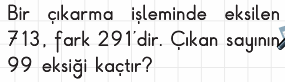 Bir çıkarma işleminde eksilen
713, fark 291'dir. Çıkan sayının
99 eksiği kaçtır?